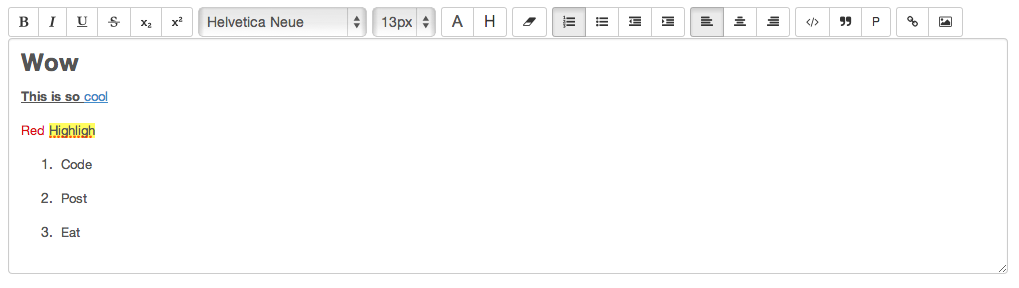 B I U S x₂ x² Helvetica Neue 13px A H </> " P
Wow
This is so cool
Red Highligh
1. Code
2. Post
3. Eat